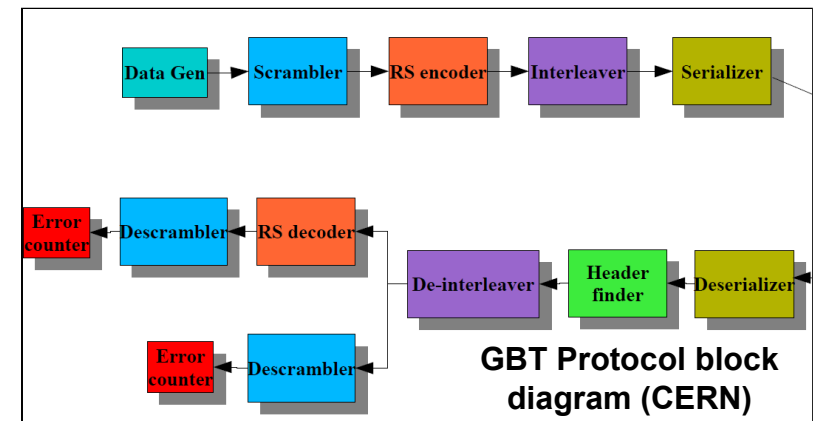 Data Gen
Scrambler
RS encoder
Interleaver
Serializer
Error
counter
Descrambler
RS decoder
De-interleaver
Header
finder
Deserializer
Error
counter
Descrambler
GBT Protocol block
diagram (CERN)